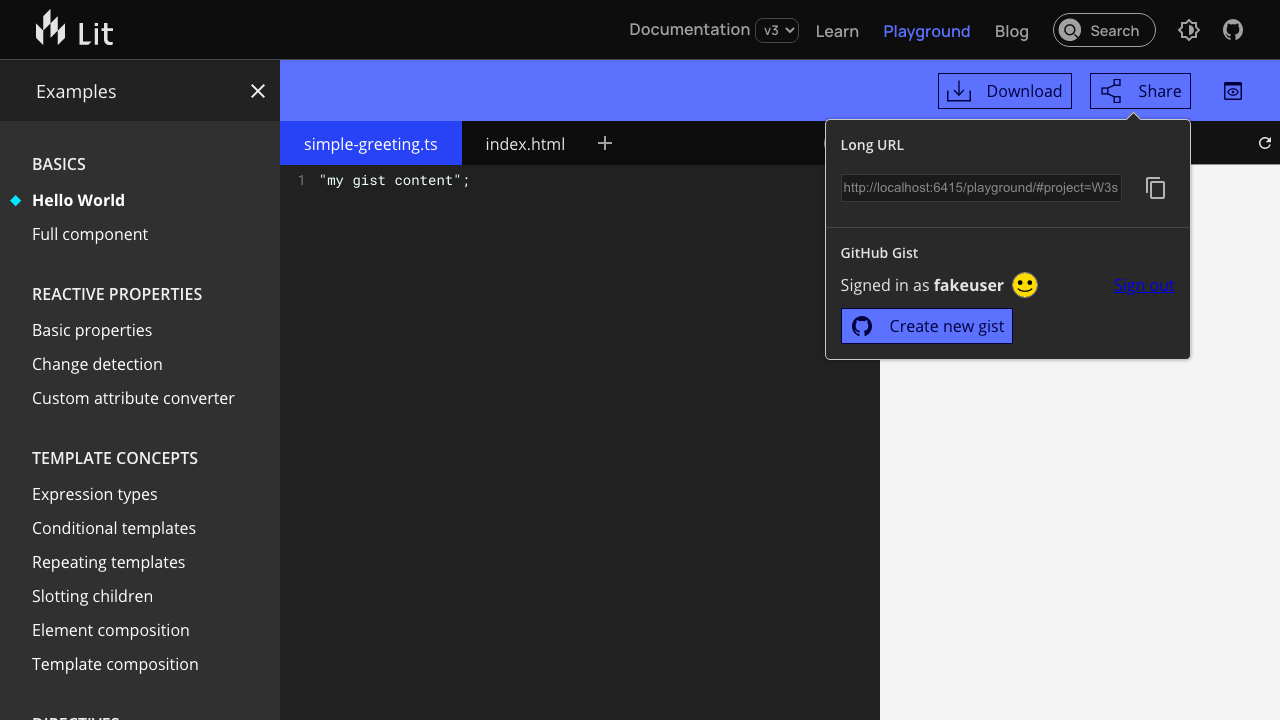 Lit
Documentation v3 Learn Playground Blog Search
Examples
Download Share
simple-greeting.ts index.html
1 "my gist content";
Long URL
http://localhost:6415/playground/#project=W3s
GitHub Gist
Signed in as fakeuser Sign out
Create new gist
BASICS
Hello World
Full component
REACTIVE PROPERTIES
Basic properties
Change detection
Custom attribute converter
TEMPLATE CONCEPTS
Expression types
Conditional templates
Repeating templates
Slotting children
Element composition
Template composition
DIRECTIVES